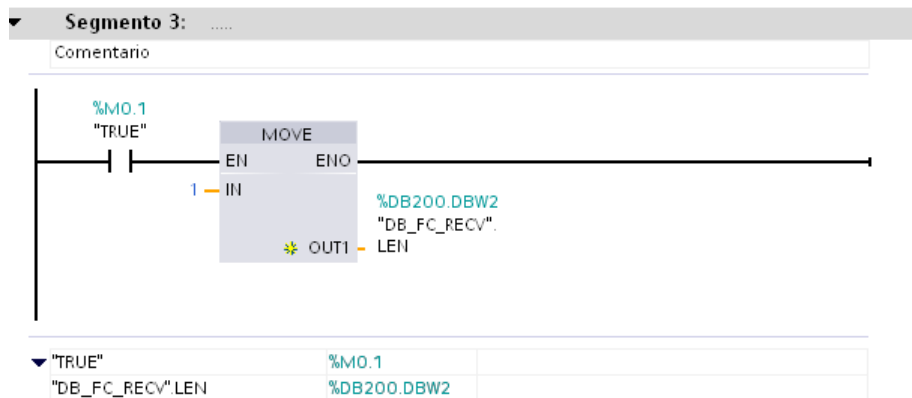 Segmento 3: .....
Comentario
%M0.1
"TRUE"
MOVE
EN ENO
1 IN
%DB200.DBW2
"DB_FC_RECV".
OUT1 LEN
"TRUE" %M0.1
"DB_FC_RECV".LEN %DB200.DBW2